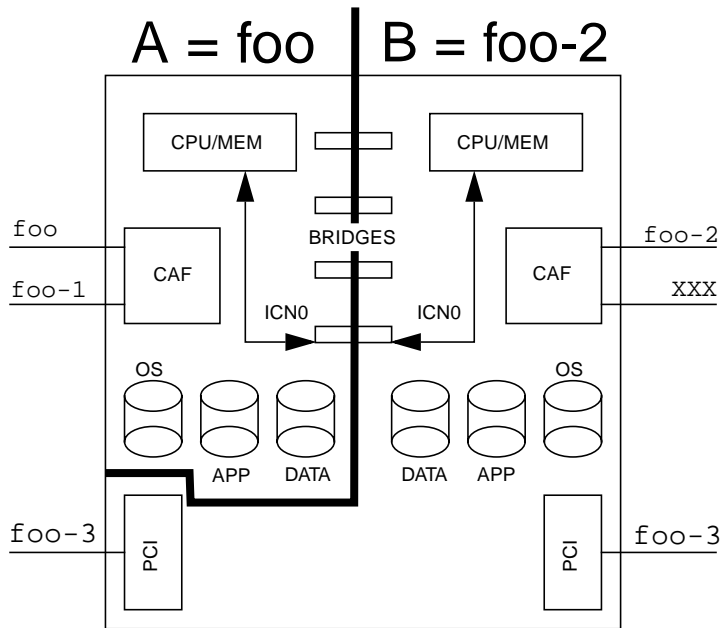 A = foo B = foo-2
CPU/MEM CPU/MEM
foo BRIDGES foo-2
CAF CAF
foo-1 XXX
ICN0 ICN0
OS OS
APP DATA DATA APP
foo-3 PCI PCI foo-3